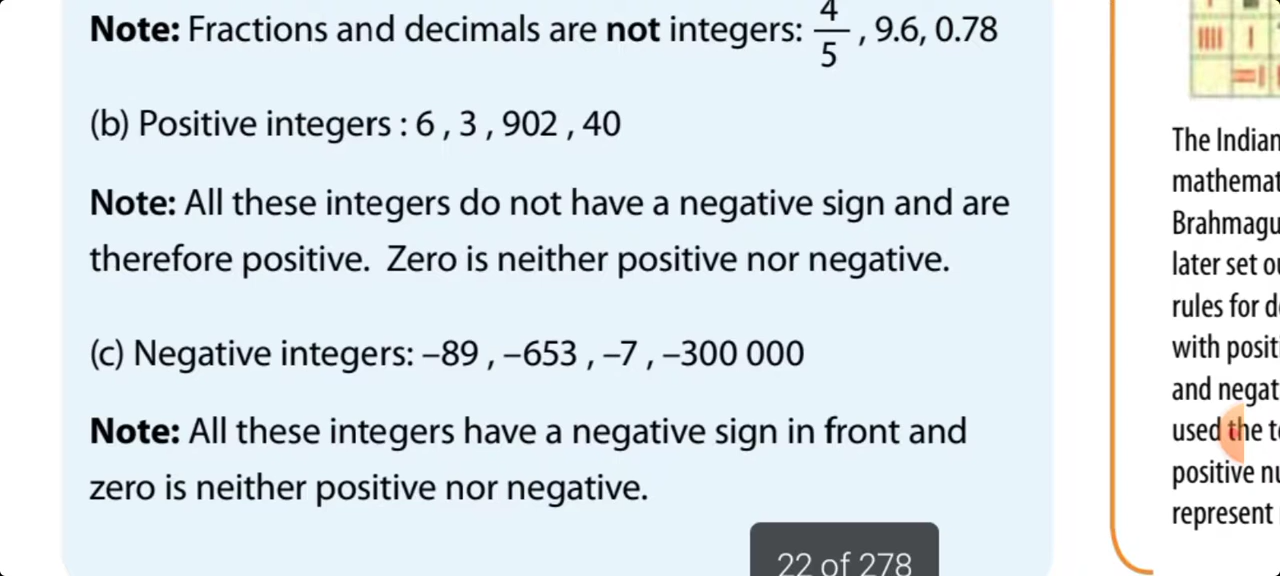 Note: Fractions and decimals are not integers: 4/5 , 9.6, 0.78
(b) Positive integers : 6 , 3 , 902 , 40
Note: All these integers do not have a negative sign and are
therefore positive. Zero is neither positive nor negative.
(c) Negative integers: –89 , –653 , –7 , –300 000
Note: All these integers have a negative sign in front and
zero is neither positive nor negative.
22 of 278
The Indian
mathemat
Brahmagu
later set ou
rules for d
with positi
and negat
used the t
positive nu
represent